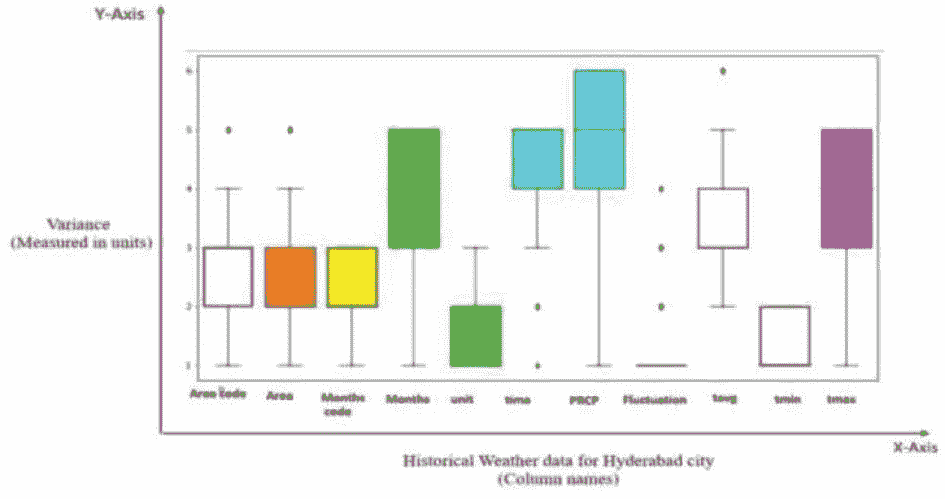 Y-Axis
6
5
4
3
2
1
Variance
(Measured in units)
Area Code
Area
Months
code
Months
unit
time
PRCP
Fluctuation
tavg
tmin
tmax
X-Axis
Historical Weather data for Hyderabad city
(Column names)